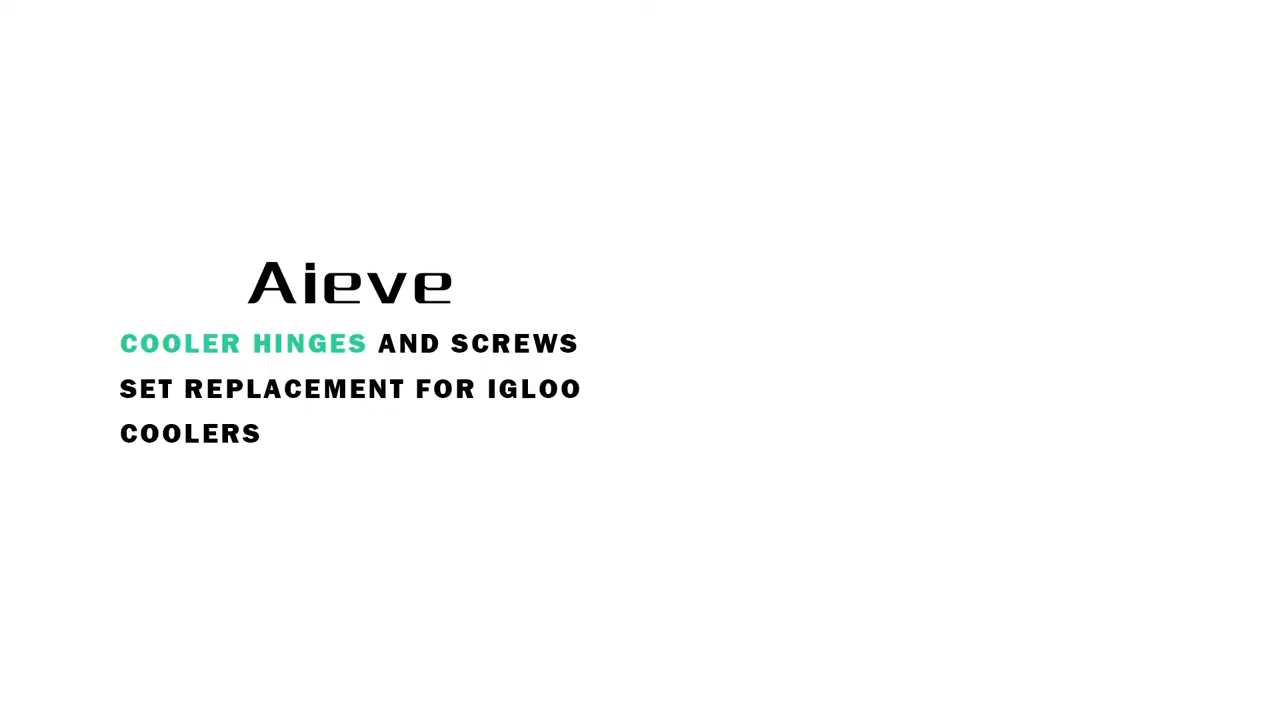 Aieve
COOLER HINGES AND SCREWS
SET REPLACEMENT FOR IGLOO
COOLERS